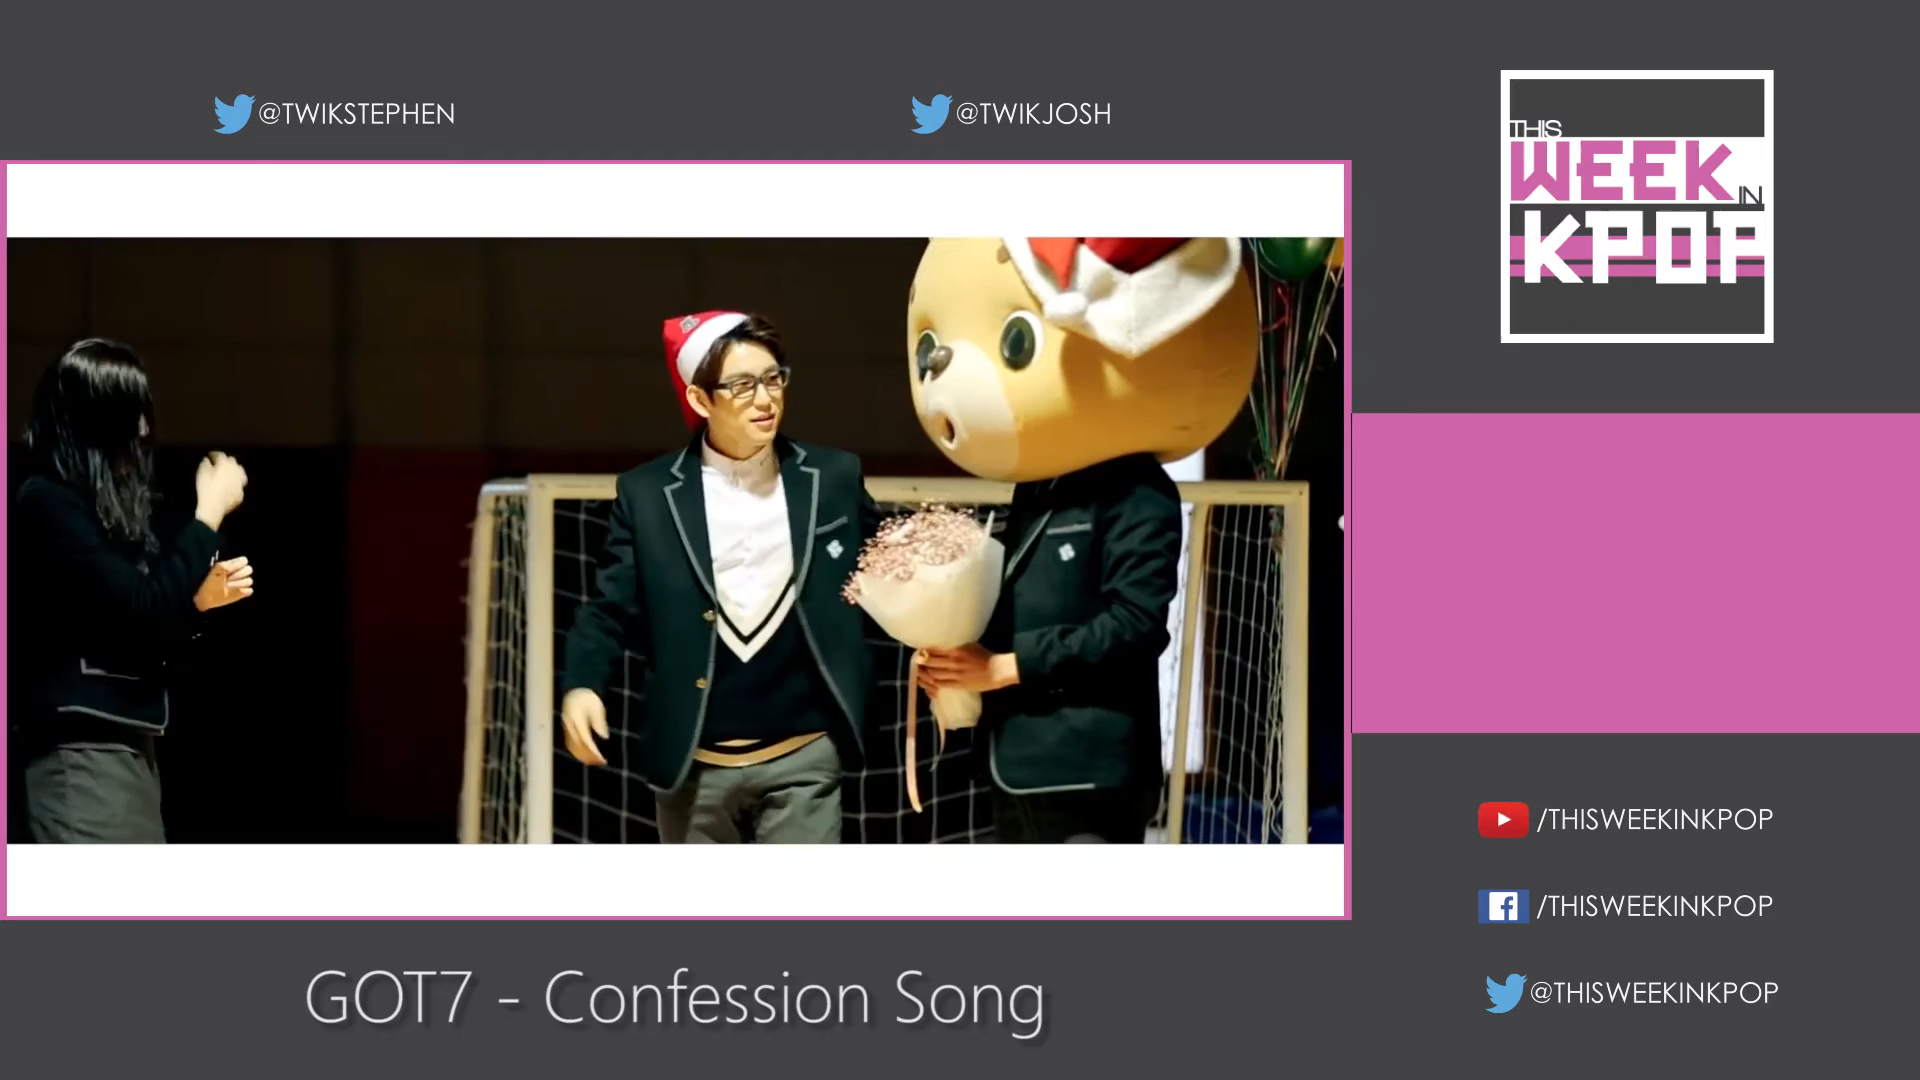 @TWIKSTEPHEN
@TWIKJOSH
THIS
WEEK
IN
KPOP
/THISWEEKINKPOP
/THISWEEKINKPOP
@THISWEEKINKPOP
GOT7 - Confession Song